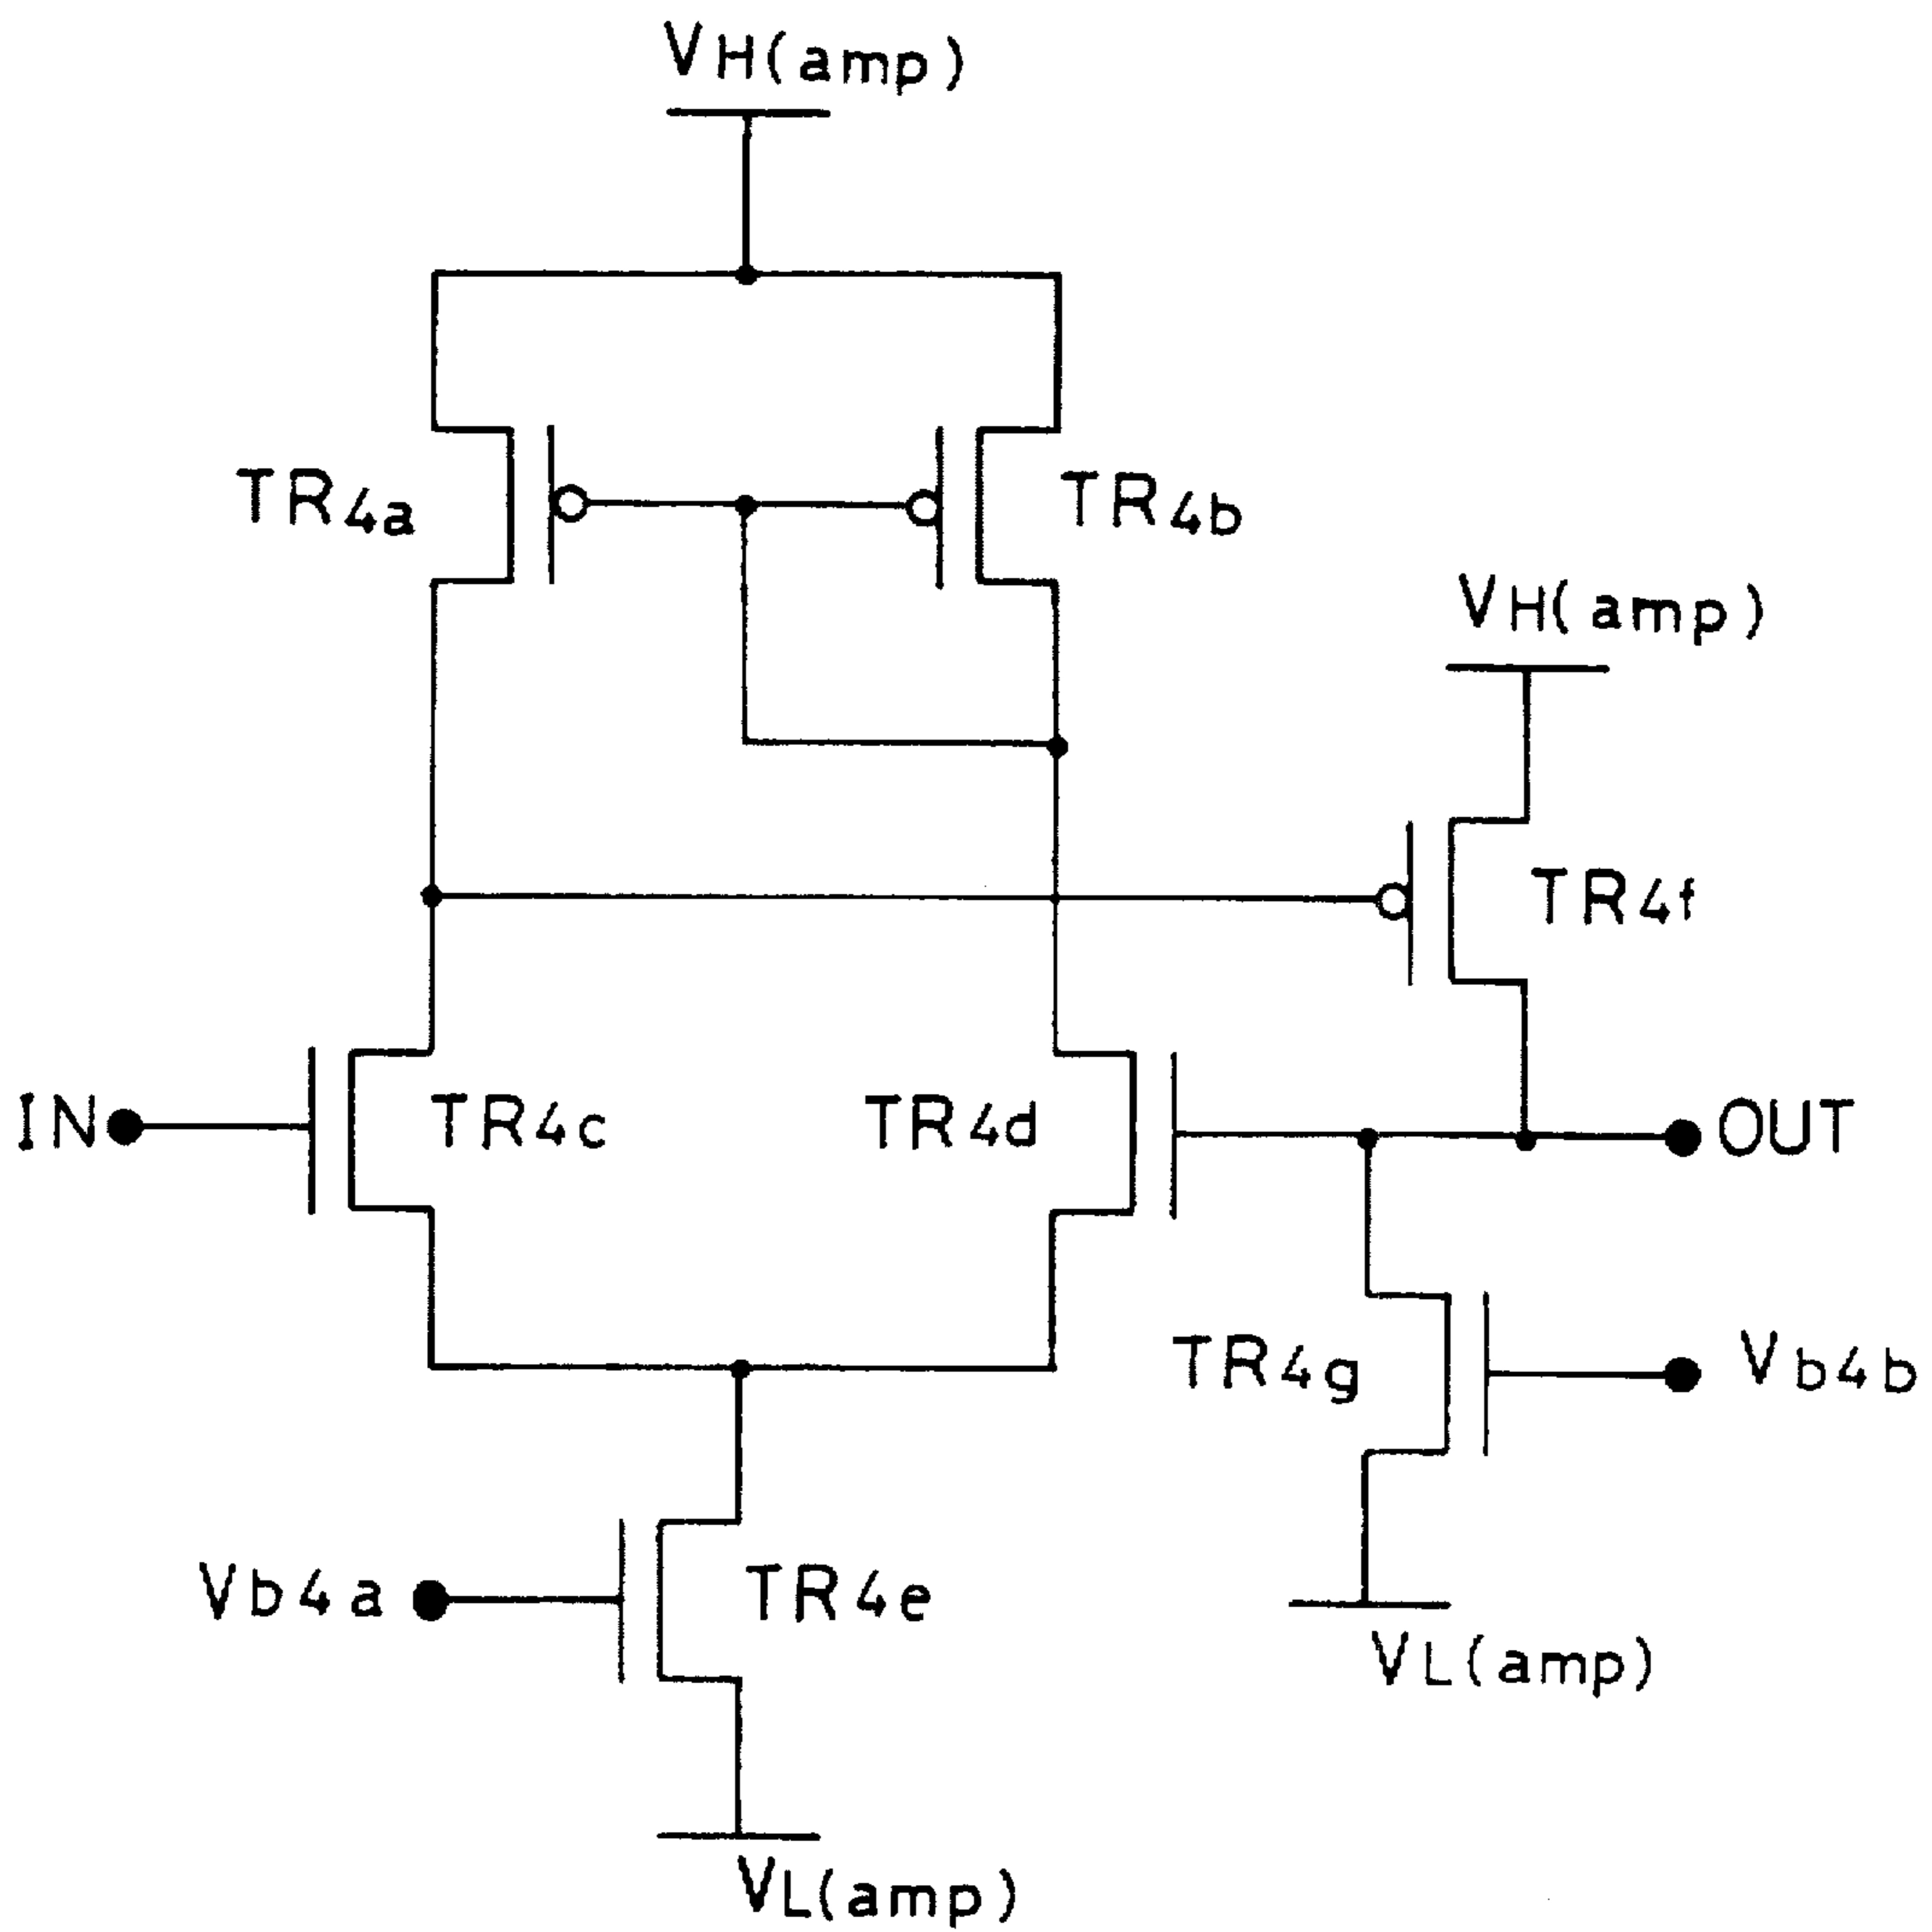 VH(amp)
TR4a
TR4b
VH(amp)
TR4f
IN
TR4c
TR4d
OUT
TR4g
Vb4b
Vb4a
TR4e
VL(amp)
VL(amp)